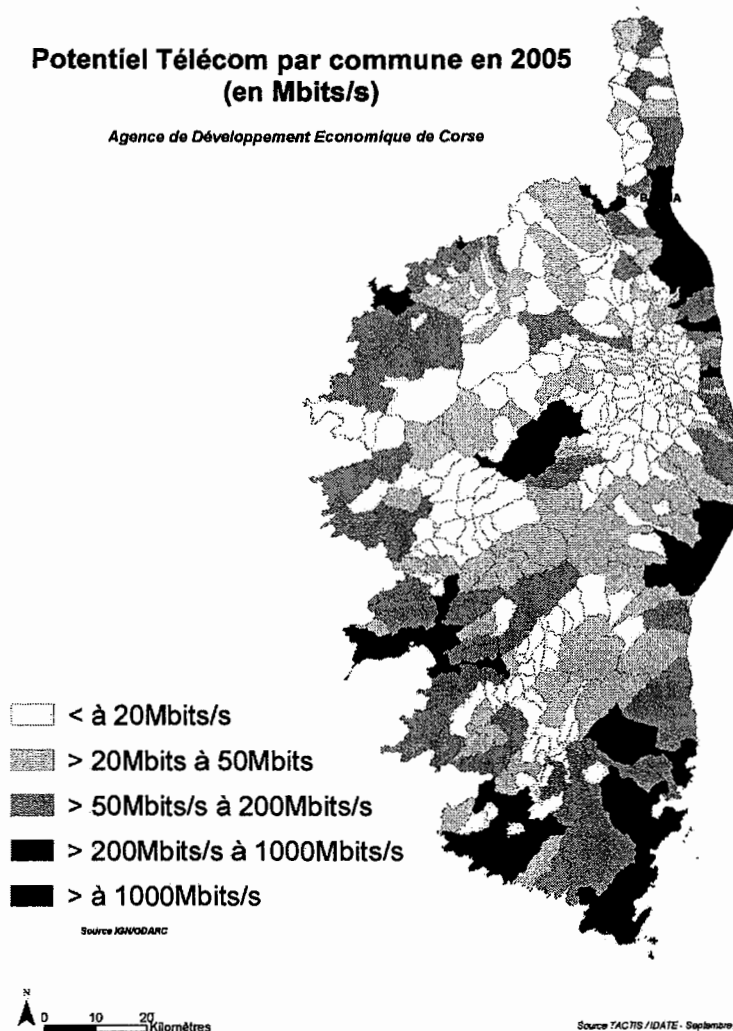 Potentiel Télécom par commune en 2005
(en Mbits/s)
Agence de Développement Economique de Corse
< à 20Mbits/s
> 20Mbits à 50Mbits
> 50Mbits/s à 200Mbits/s
> 200Mbits/s à 1000Mbits/s
> à 1000Mbits/s
Source IGN/ODARC
N
0 10 20
Kilomètres
Source TACTIS / IDATE - Septembre